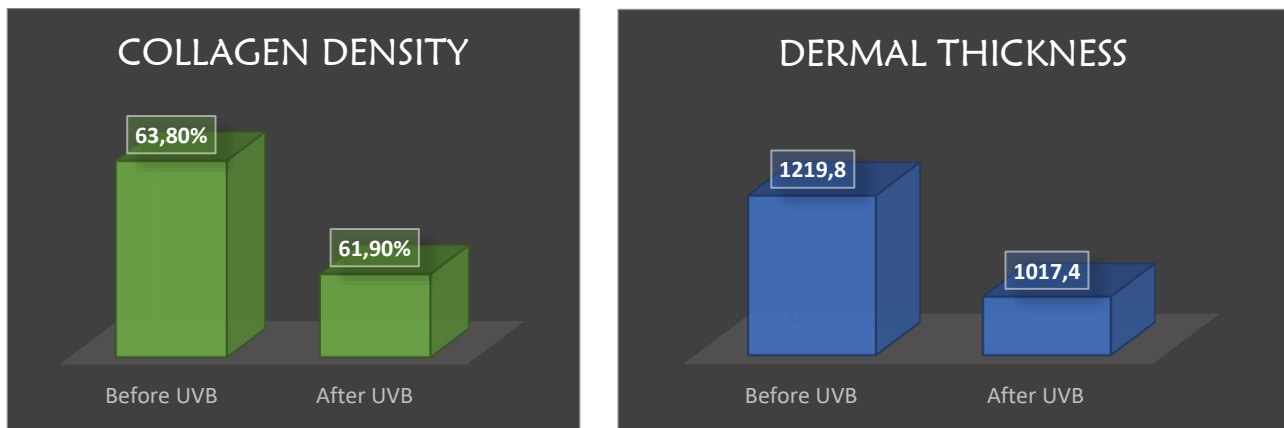 COLLAGEN DENSITY
63,80%
61,90%
Before UVB
After UVB
DERMAL THICKNESS
1219,8
1017,4
Before UVB
After UVB